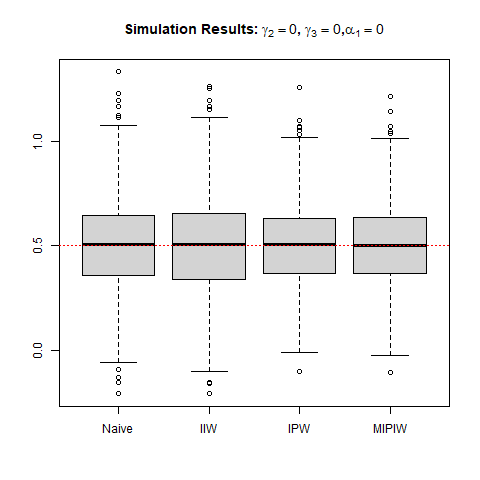 Simulation Results: γ₂ = 0, γ₃ = 0,α₁ = 0
1.0
0.5
0.0
Naive IIW IPW MIPIW